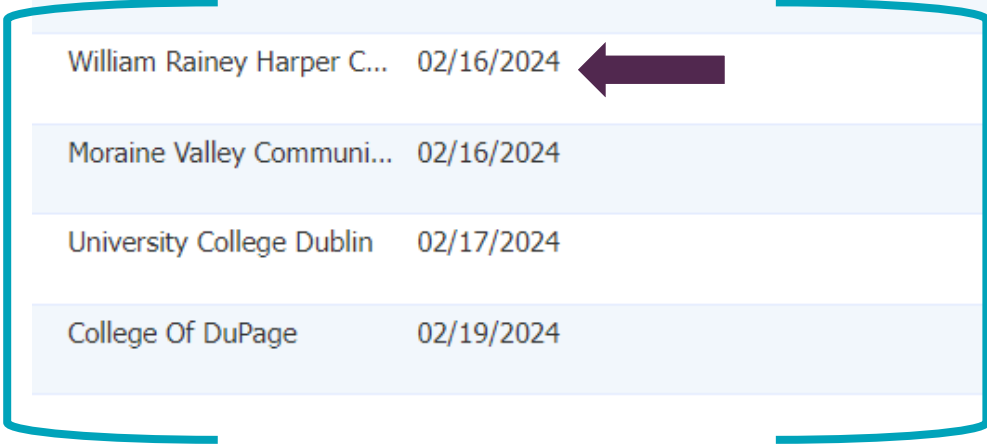 William Rainey Harper C... 02/16/2024
Moraine Valley Communi... 02/16/2024
University College Dublin 02/17/2024
College Of DuPage 02/19/2024